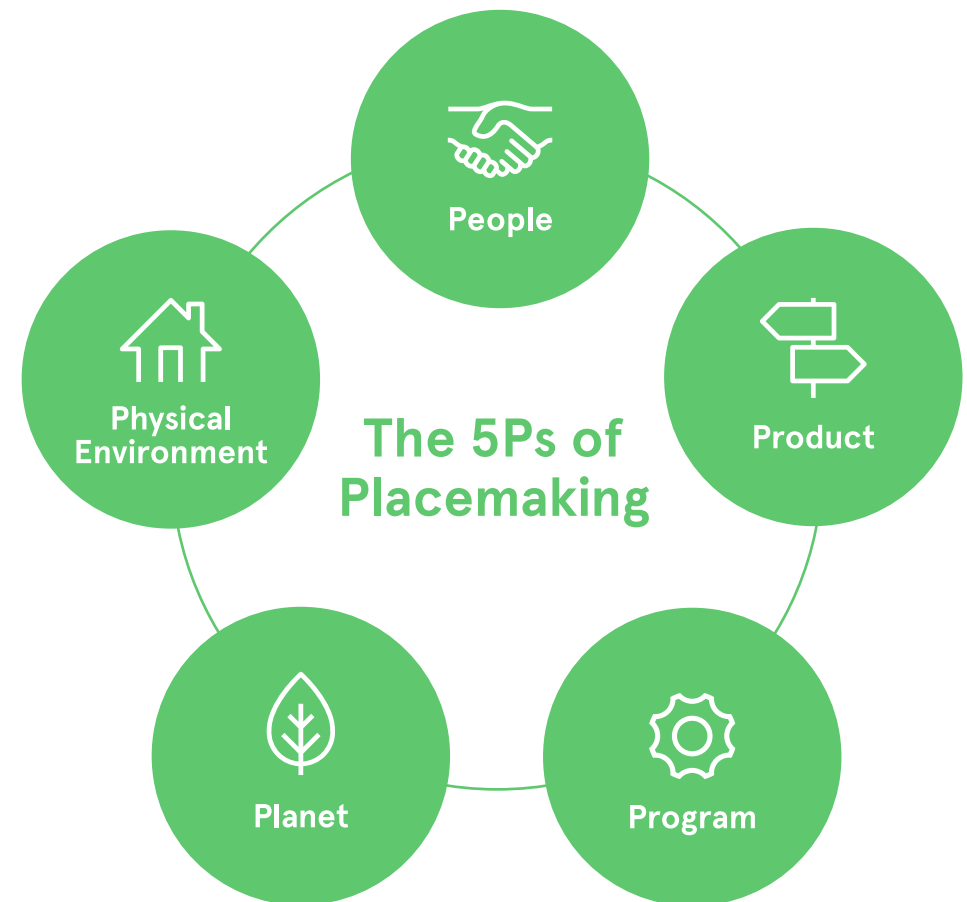 The 5Ps of
Placemaking
People
Product
Program
Planet
Physical
Environment